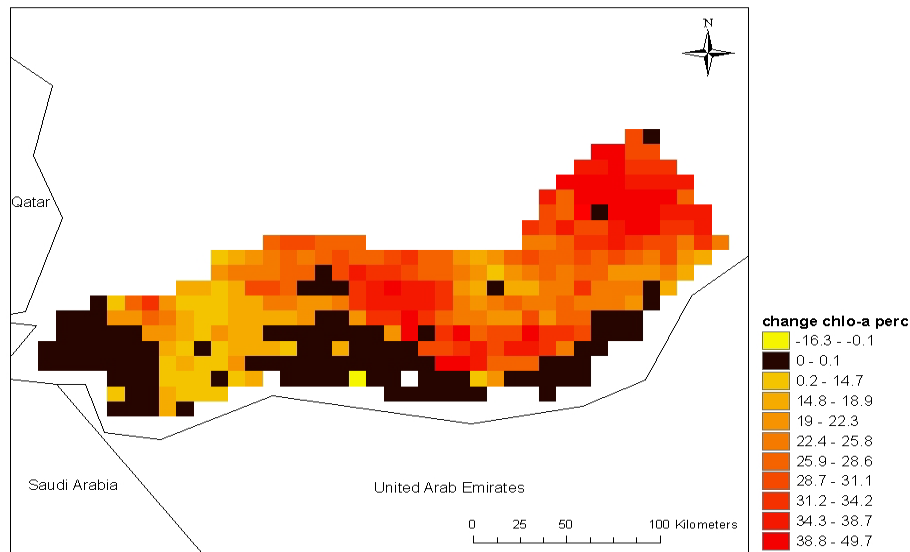 N
Qatar
change chlo-a perc
-16.3 - -0.1
0 - 0.1
0.2 - 14.7
14.8 - 18.9
19 - 22.3
22.4 - 25.8
25.9 - 28.6
28.7 - 31.1
31.2 - 34.2
34.3 - 38.7
38.8 - 49.7
Saudi Arabia
United Arab Emirates
0 25 50 100 Kilometers